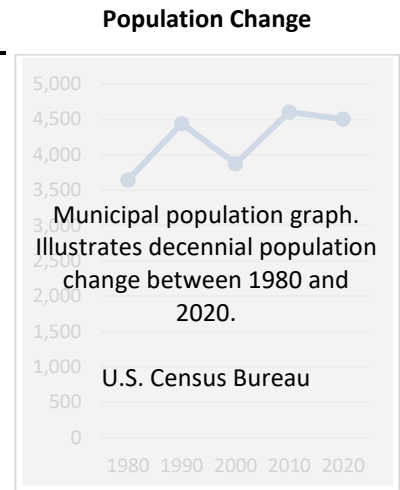 Population Change
5,000
4,500
4,000
3,500
3,000
2,500
2,000
1,500
1,000
500
0
Municipal population graph.
Illustrates decennial population
change between 1980 and
2020.
U.S. Census Bureau
1980 1990 2000 2010 2020